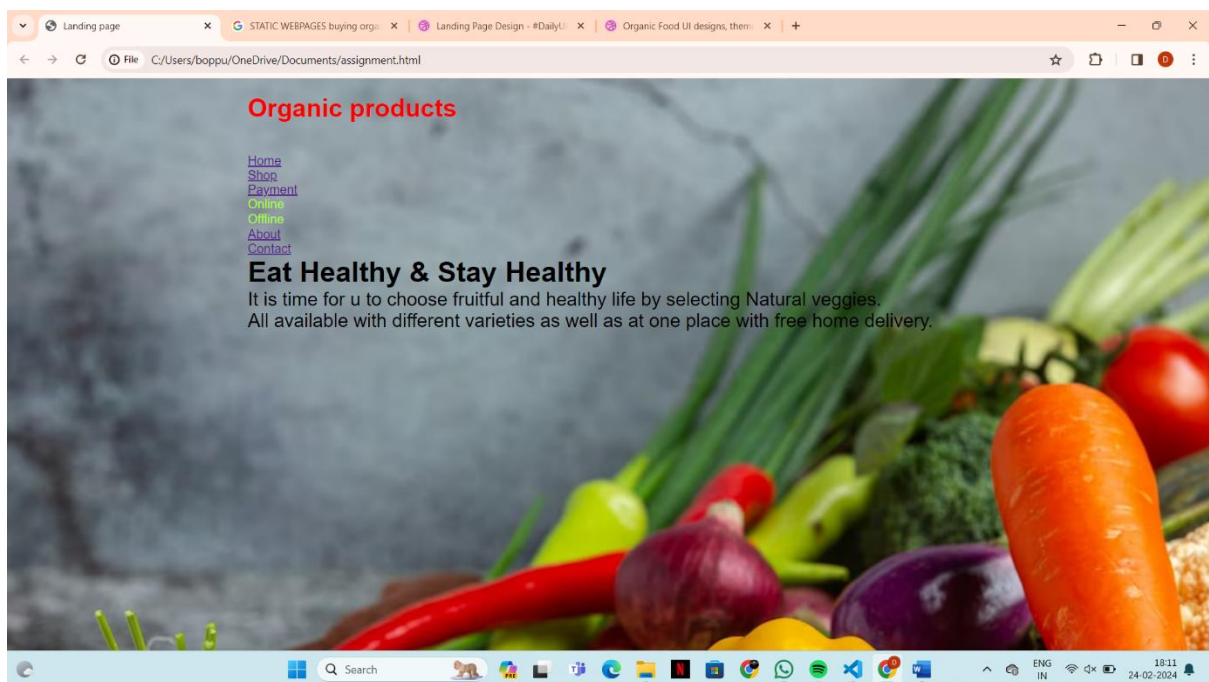 Landing page
STATIC WEBPAGES buying orga
Landing Page Design - #DailyU
Organic Food UI designs, them
File C:/Users/boppu/OneDrive/Documents/assignment.html
D
Organic products
Home
Shop
Payment
Online
Offline
About
Contact
Eat Healthy & Stay Healthy
It is time for u to choose fruitful and healthy life by selecting Natural veggies.
All available with different varieties as well as at one place with free home delivery.
Search
PRE
ENG
IN
18:11
24-02-2024